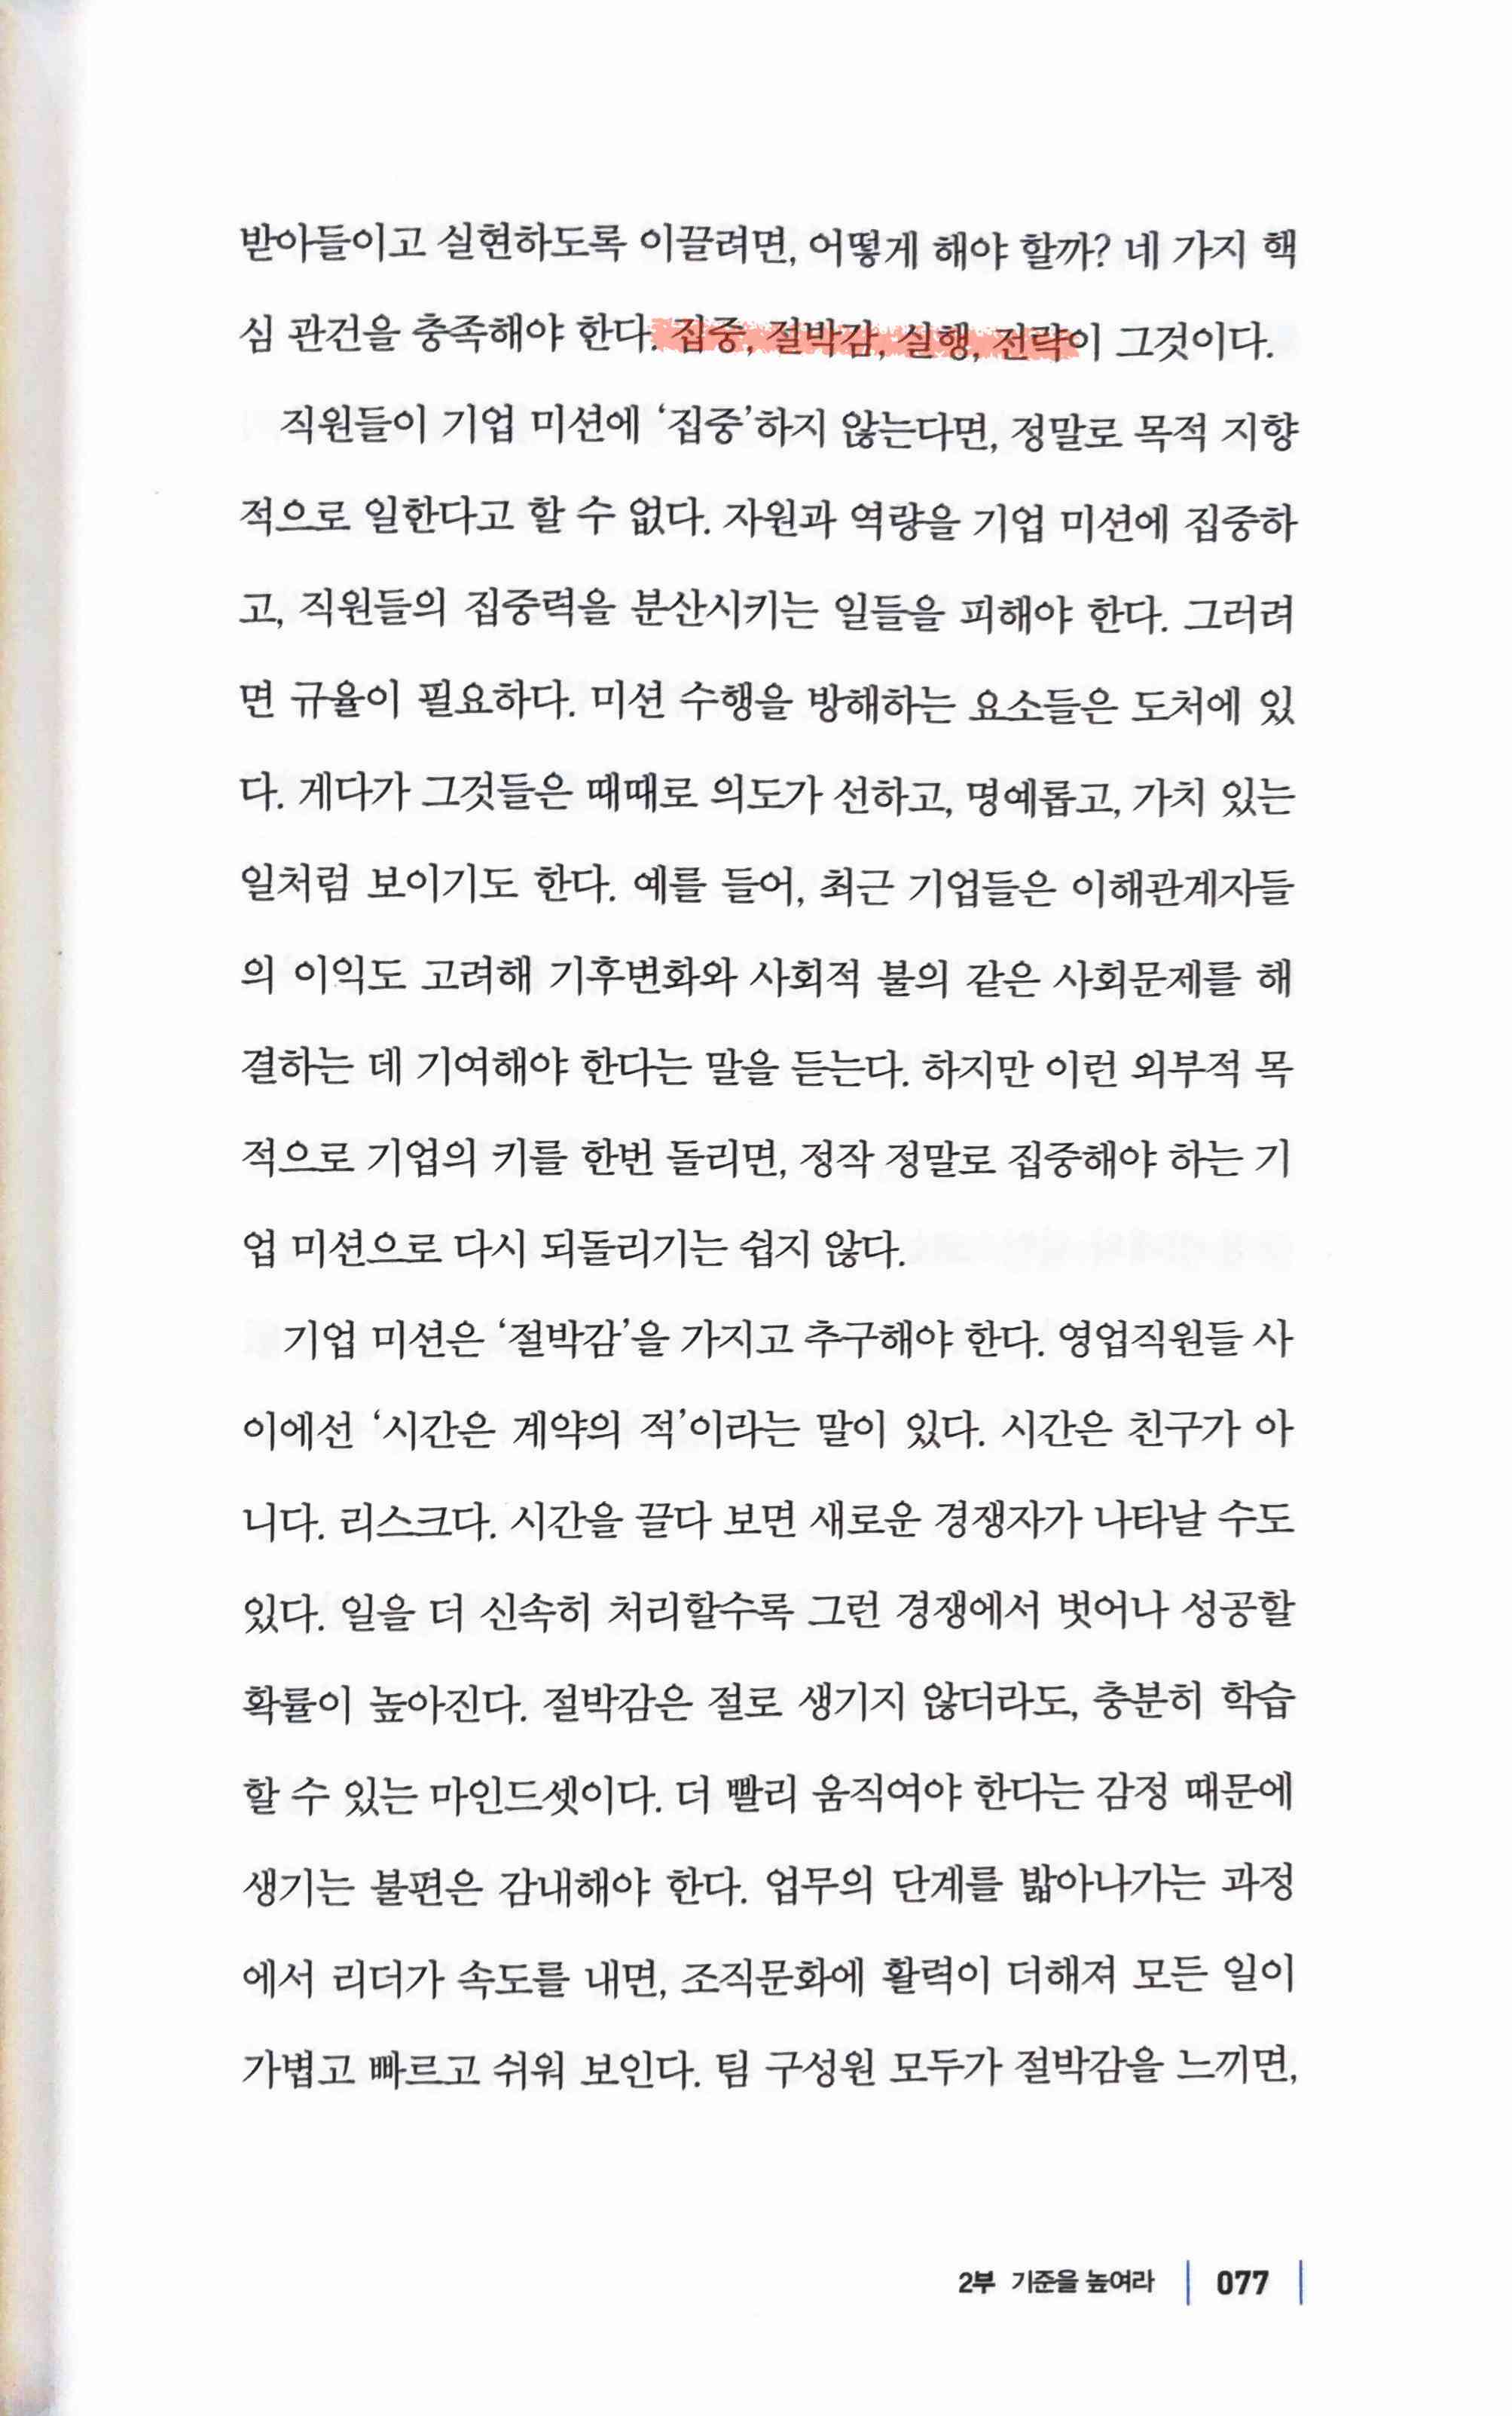 받아들이고 실현하도록 이끌려면, 어떻게 해야 할까? 네 가지 핵
심 관건을 충족해야 한다. 집중, 절박감, 실행, 전략이 그것이다.
직원들이 기업 미션에 ‘집중’하지 않는다면, 정말로 목적 지향
적으로 일한다고 할 수 없다. 자원과 역량을 기업 미션에 집중하
고, 직원들의 집중력을 분산시키는 일들을 피해야 한다. 그러려
면 규율이 필요하다. 미션 수행을 방해하는 요소들은 도처에 있
다. 게다가 그것들은 때때로 의도가 선하고, 명예롭고, 가치 있는
일처럼 보이기도 한다. 예를 들어, 최근 기업들은 이해관계자들
의 이익도 고려해 기후변화와 사회적 불의 같은 사회문제를 해
결하는 데 기여해야 한다는 말을 듣는다. 하지만 이런 외부적 목
적으로 기업의 키를 한번 돌리면, 정작 정말로 집중해야 하는 기
업 미션으로 다시 되돌리기는 쉽지 않다.
기업 미션은 ‘절박감’을 가지고 추구해야 한다. 영업직원들 사
이에선 ‘시간은 계약의 적’이라는 말이 있다. 시간은 친구가 아
니다. 리스크다. 시간을 끌다 보면 새로운 경쟁자가 나타날 수도
있다. 일을 더 신속히 처리할수록 그런 경쟁에서 벗어나 성공할
확률이 높아진다. 절박감은 절로 생기지 않더라도, 충분히 학습
할 수 있는 마인드셋이다. 더 빨리 움직여야 한다는 감정 때문에
생기는 불편은 감내해야 한다. 업무의 단계를 밟아나가는 과정
에서 리더가 속도를 내면, 조직문화에 활력이 더해져 모든 일이
가볍고 빠르고 쉬워 보인다. 팀 구성원 모두가 절박감을 느끼면,
2부 기준을 높여라 | 077 |